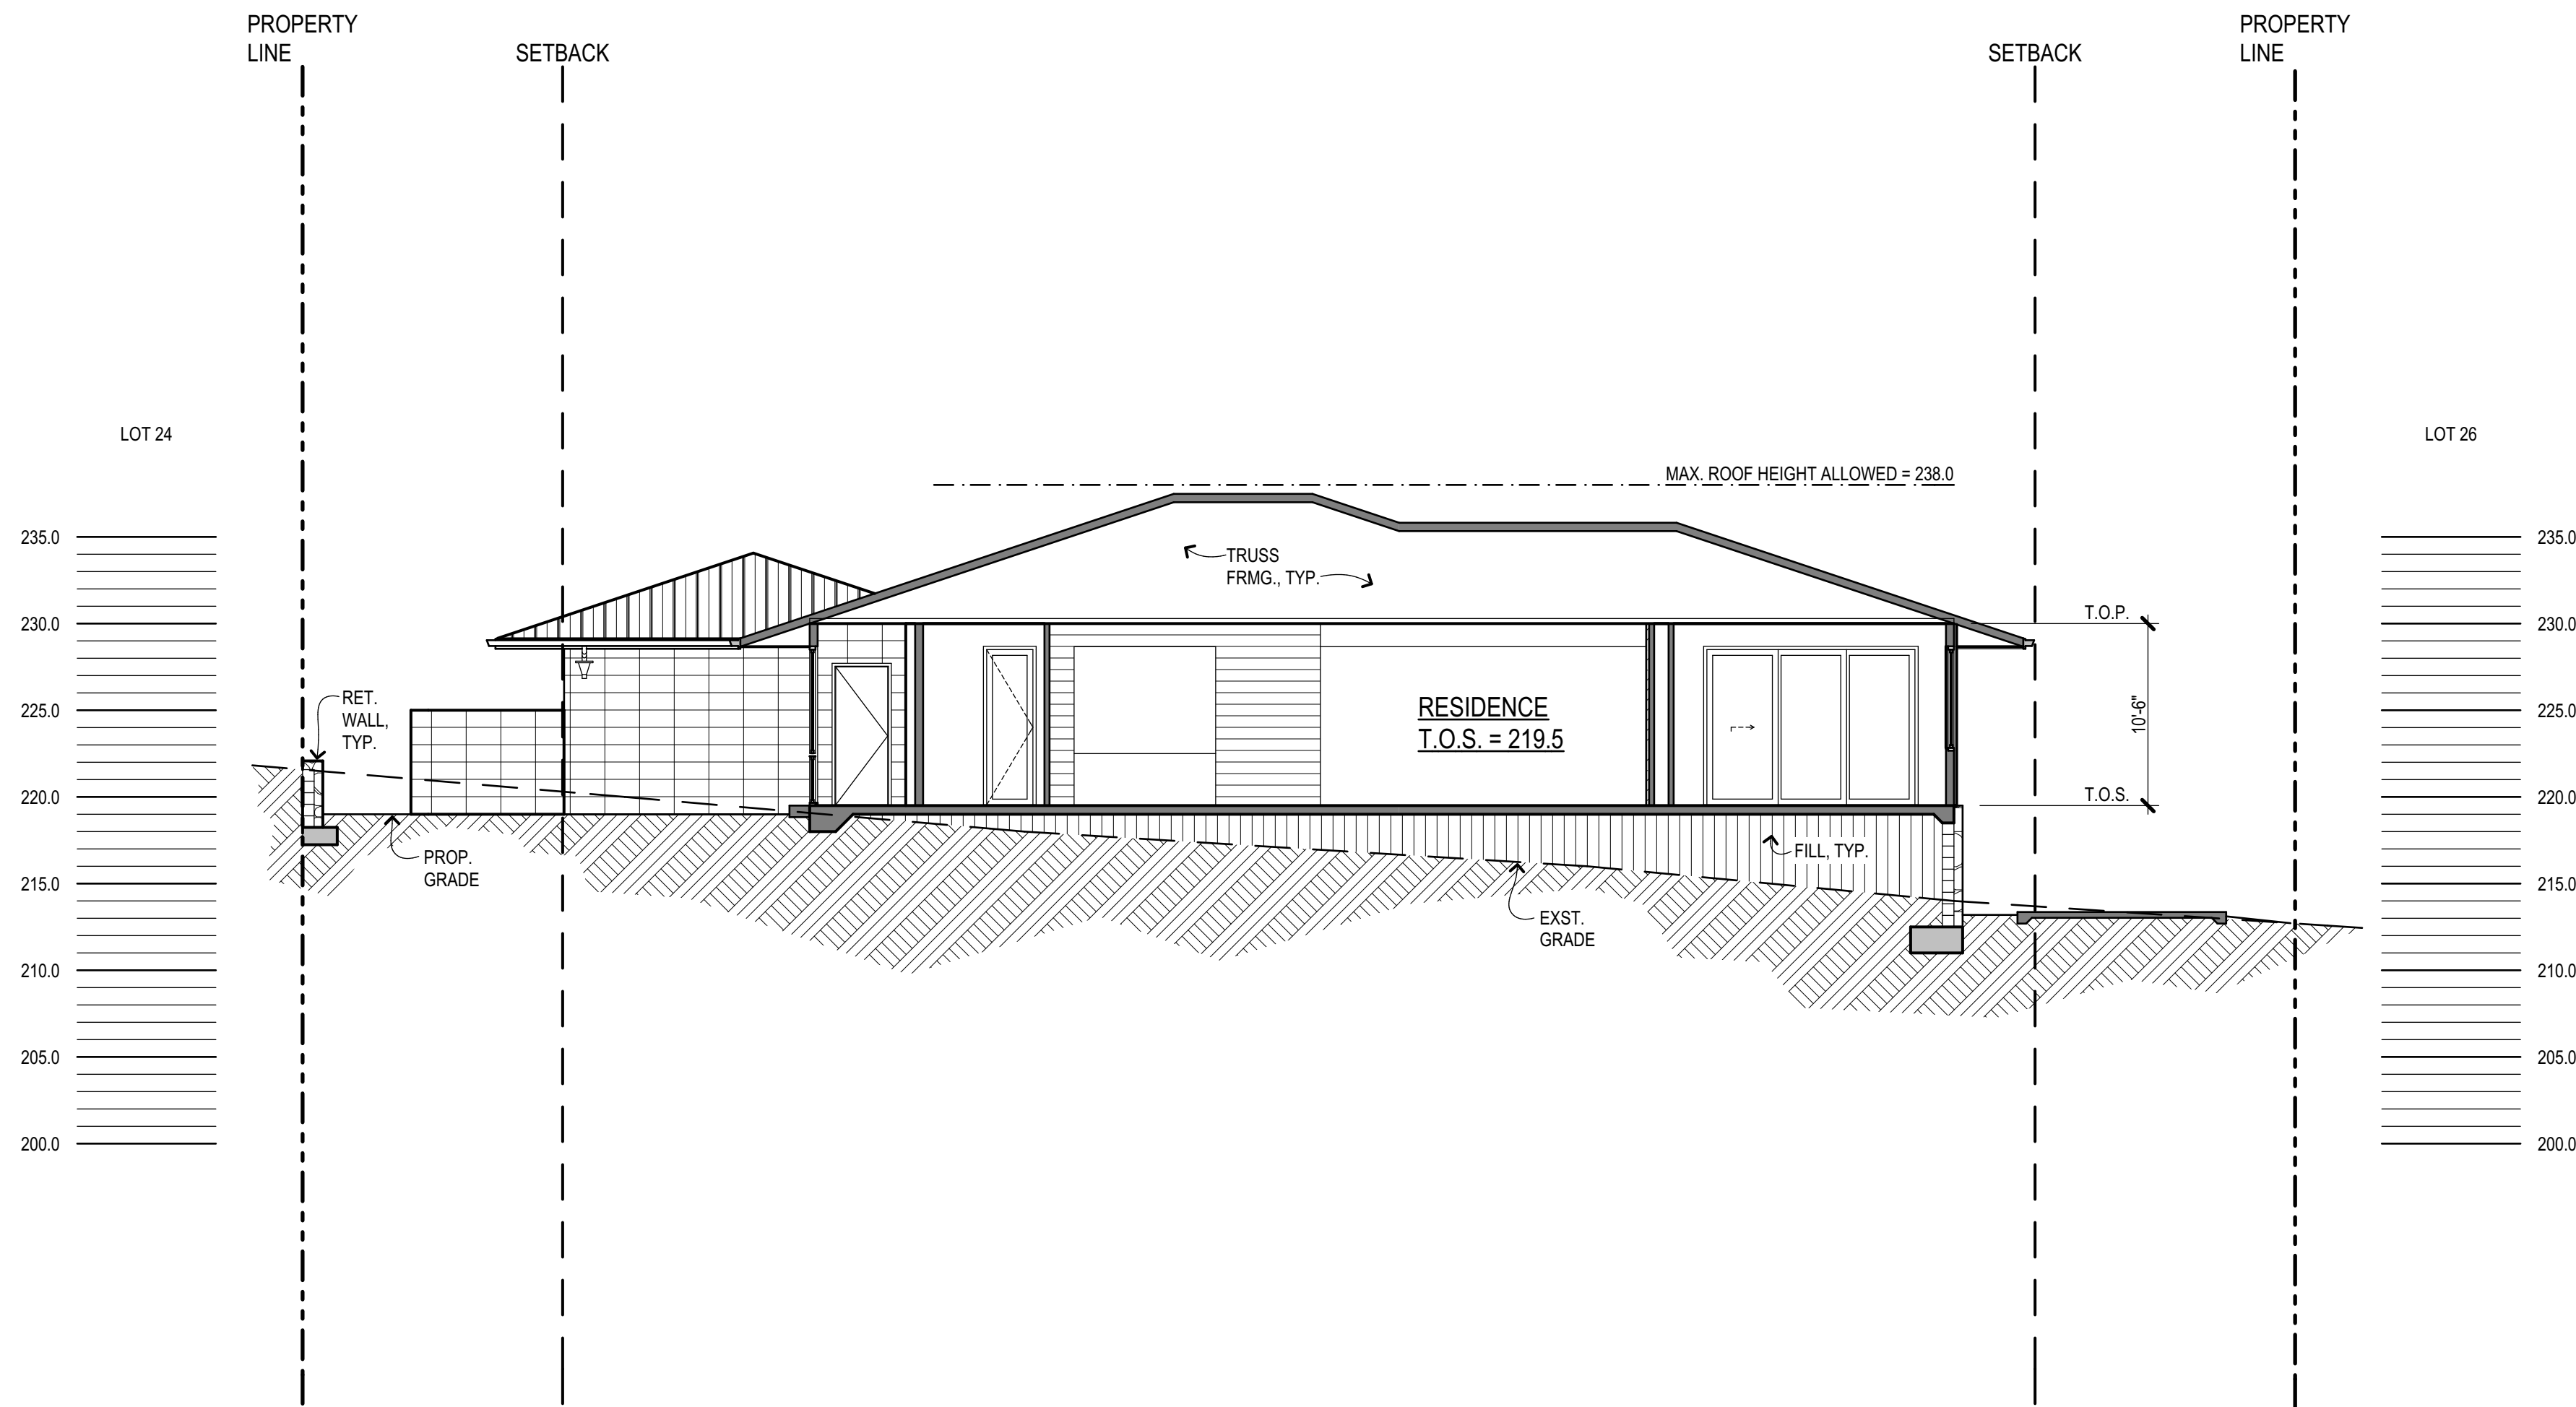 PROPERTY
LINE
SETBACK
SETBACK
PROPERTY
LINE
LOT 24
LOT 26
MAX. ROOF HEIGHT ALLOWED = 238.0
235.0
230.0
225.0
220.0
215.0
210.0
205.0
200.0
TRUSS
FRMG., TYP.
RET.
WALL,
TYP.
RESIDENCE
T.O.S. = 219.5
T.O.P.
10'-6"
T.O.S.
PROP.
GRADE
FILL, TYP.
EXST.
GRADE
235.0
230.0
225.0
220.0
215.0
210.0
205.0
200.0